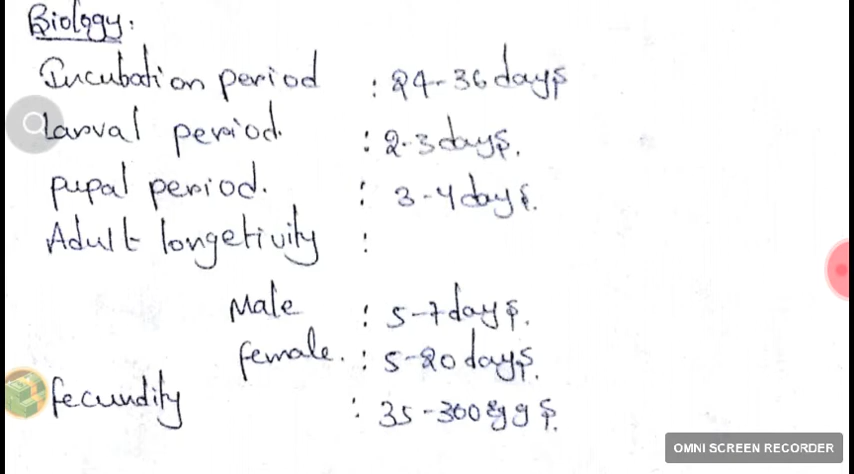 Biology:
Incubation period : 24-36 days
Larval period. : 2-3 days.
pupal period. : 3-4 days.
Adult longetivity :
Male : 5-7 days.
female. : 5-20 days.
fecundity : 35-300 Eggs.
OMNI SCREEN RECORDER